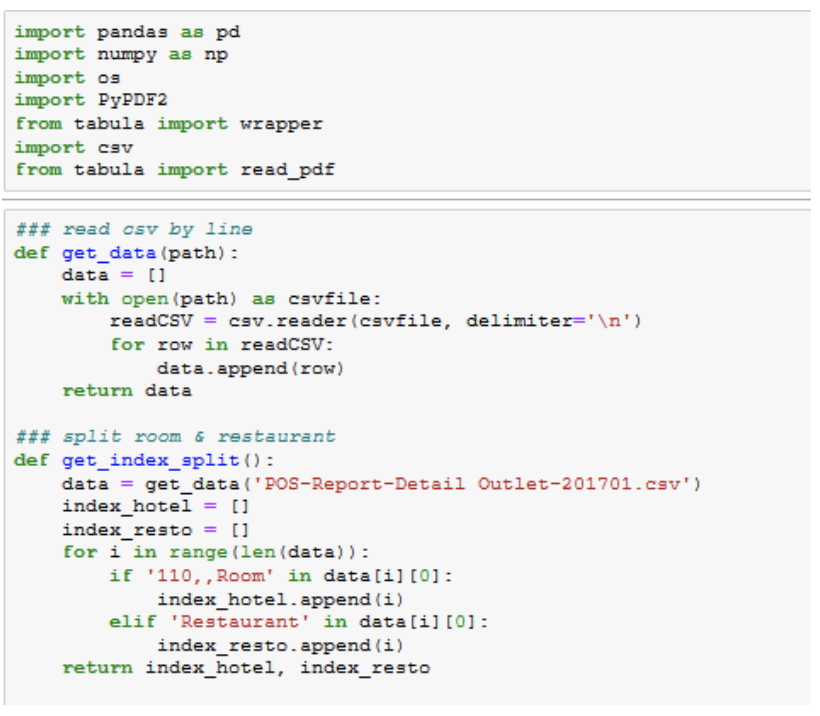 import pandas as pd
import numpy as np
import os
import PyPDF2
from tabula import wrapper
import csv
from tabula import read_pdf
### read csv by line
def get_data(path):
    data = []
    with open(path) as csvfile:
        readCSV = csv.reader(csvfile, delimiter='\n')
        for row in readCSV:
            data.append(row)
    return data
### split room & restaurant
def get_index_split():
    data = get_data('POS-Report-Detail Outlet-201701.csv')
    index_hotel = []
    index_resto = []
    for i in range(len(data)):
        if '110,,Room' in data[i][0]:
            index_hotel.append(i)
        elif 'Restaurant' in data[i][0]:
            index_resto.append(i)
    return index_hotel, index_resto